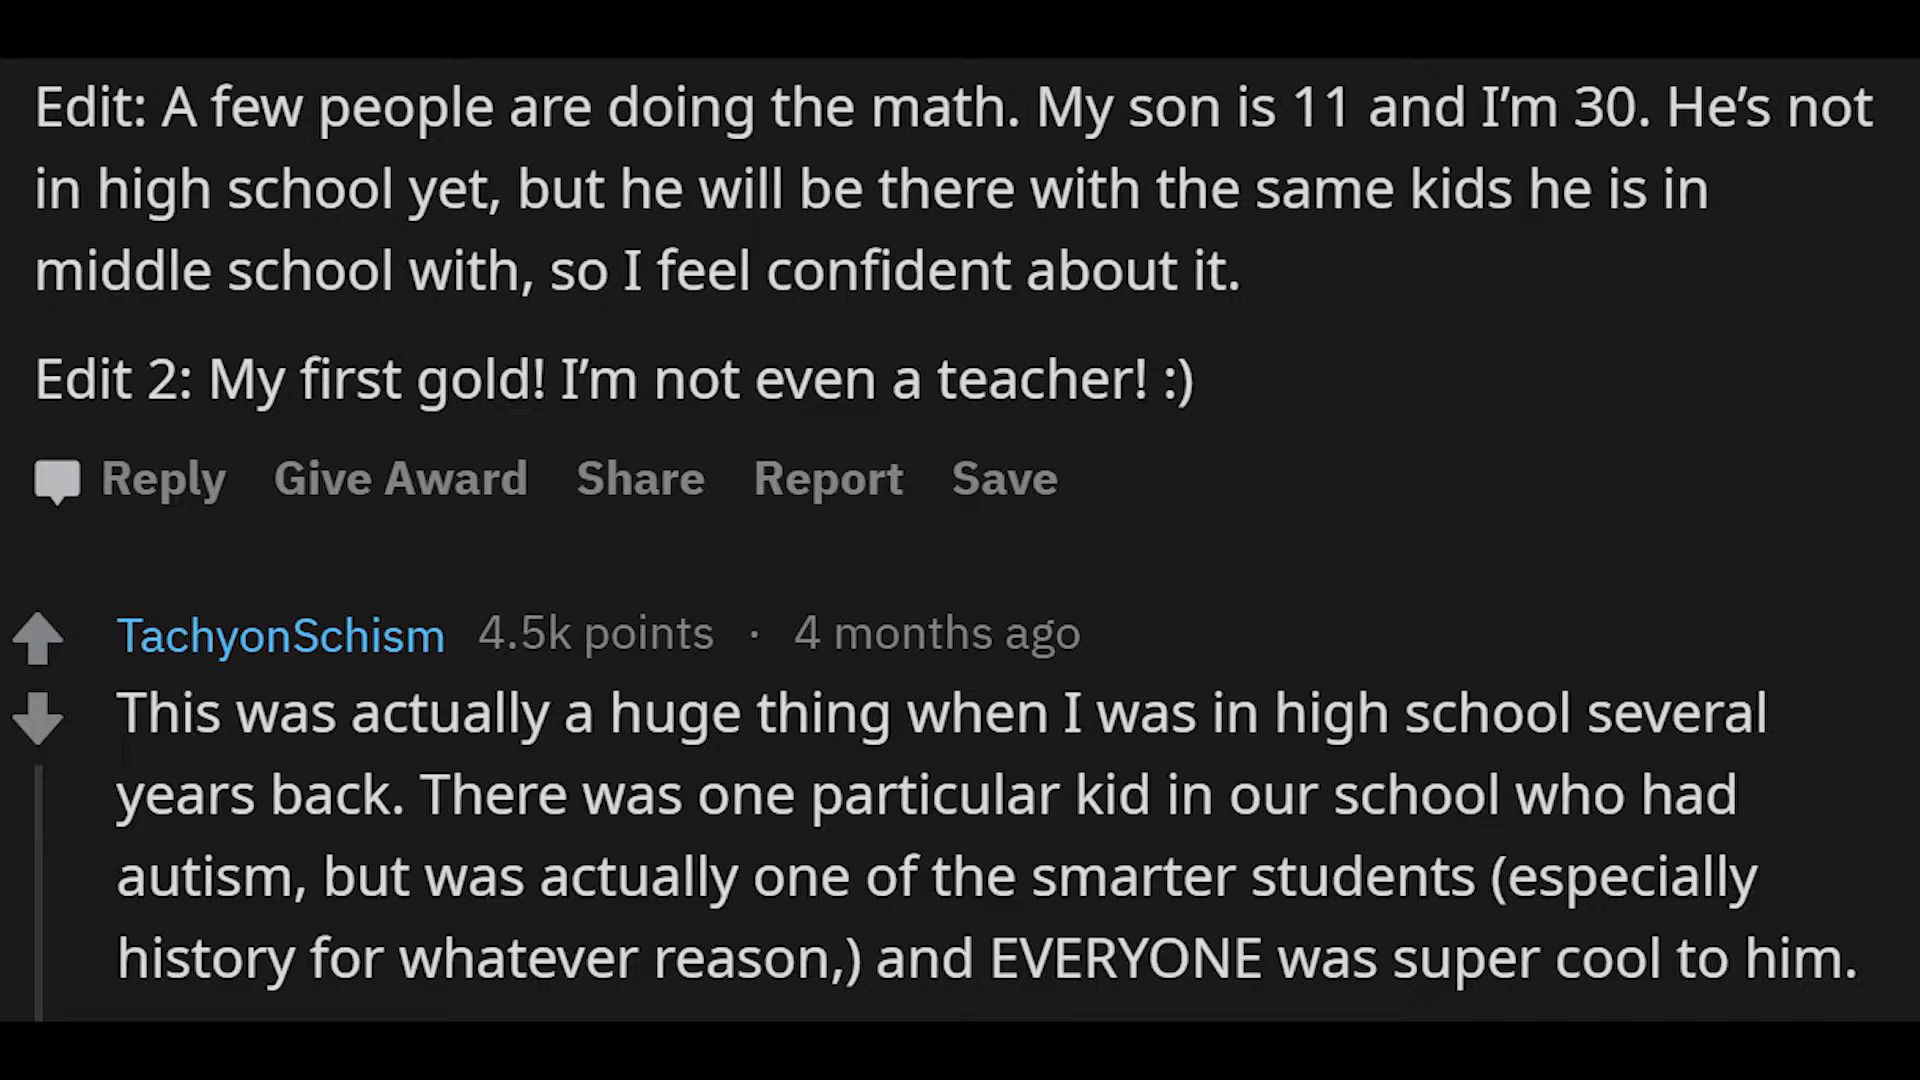 Edit: A few people are doing the math. My son is 11 and I’m 30. He’s not
in high school yet, but he will be there with the same kids he is in
middle school with, so I feel confident about it.
Edit 2: My first gold! I’m not even a teacher! :)
Reply Give Award Share Report Save
TachyonSchism 4.5k points · 4 months ago
This was actually a huge thing when I was in high school several
years back. There was one particular kid in our school who had
autism, but was actually one of the smarter students (especially
history for whatever reason,) and EVERYONE was super cool to him.